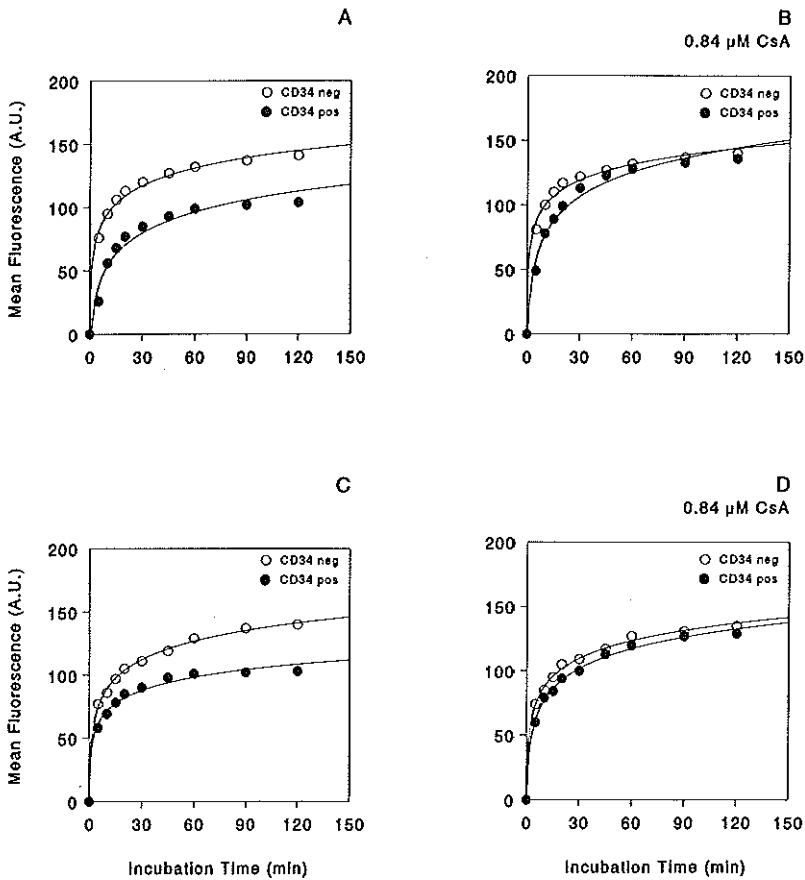 A
B
0.84 µM CsA
Mean Fluorescence (A.U.)
200
150
100
50
0
CD34 neg
CD34 pos
0 30 60 90 120 150
200
150
100
50
0
CD34 neg
CD34 pos
0 30 60 90 120 150
C
D
0.84 µM CsA
Mean Fluorescence (A.U.)
200
150
100
50
0
CD34 neg
CD34 pos
0 30 60 90 120 150
Incubation Time (min)
200
150
100
50
0
CD34 neg
CD34 pos
0 30 60 90 120 150
Incubation Time (min)